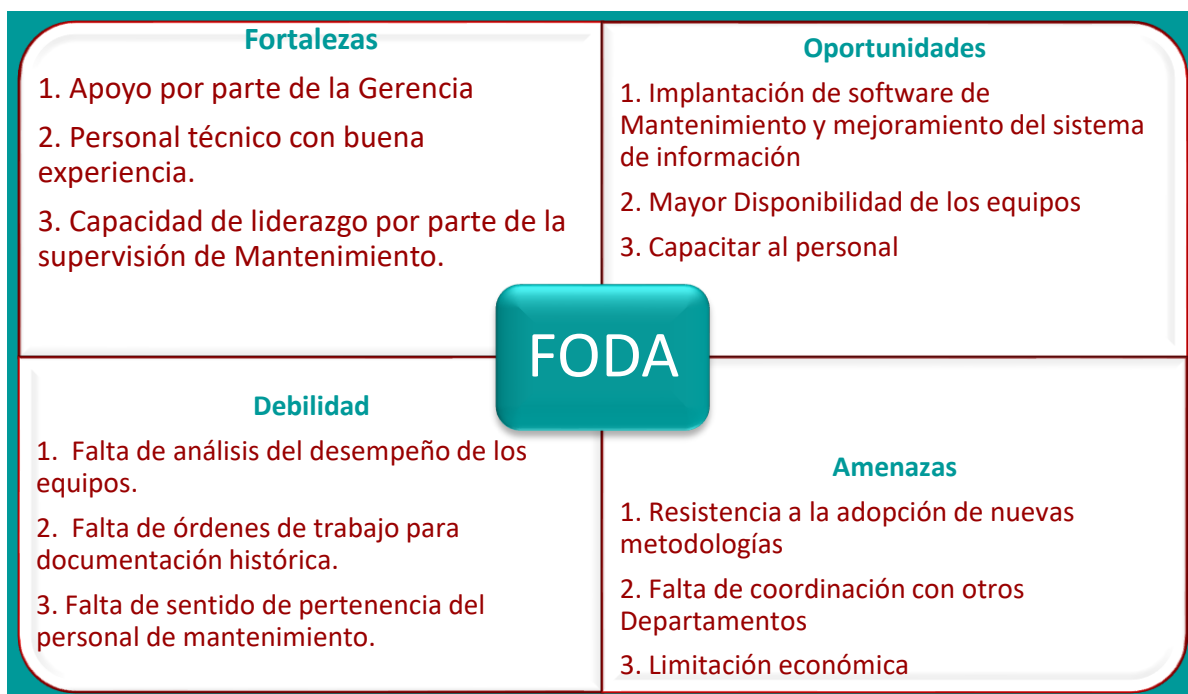 Fortalezas
1. Apoyo por parte de la Gerencia
2. Personal técnico con buena
experiencia.
3. Capacidad de liderazgo por parte de la
supervisión de Mantenimiento.
Oportunidades
1. Implantación de software de
Mantenimiento y mejoramiento del sistema
de información
2. Mayor Disponibilidad de los equipos
3. Capacitar al personal
FODA
Debilidad
1. Falta de análisis del desempeño de los
equipos.
2. Falta de órdenes de trabajo para
documentación histórica.
3. Falta de sentido de pertenencia del
personal de mantenimiento.
Amenazas
1. Resistencia a la adopción de nuevas
metodologías
2. Falta de coordinación con otros
Departamentos
3. Limitación económica